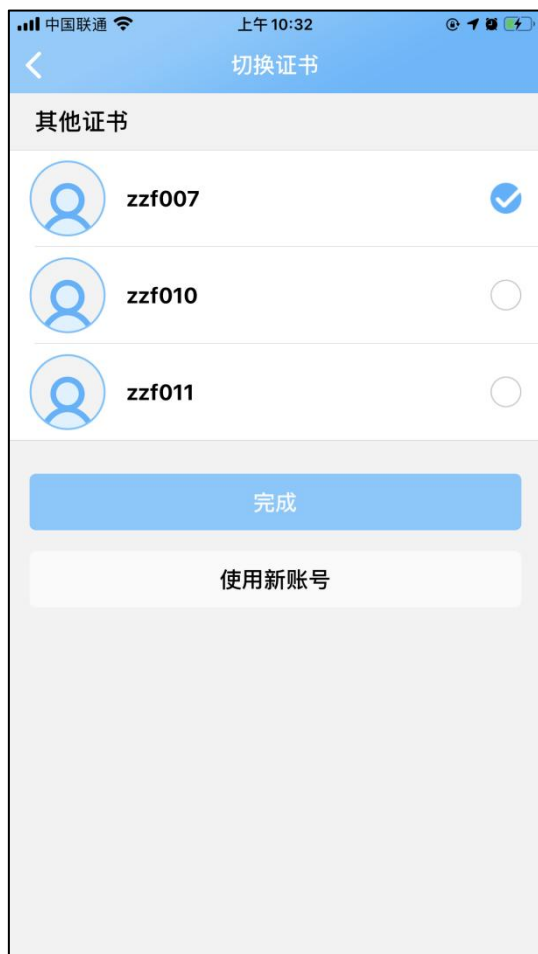 中国联通 上午10:32
切换证书
其他证书
zzf007
zzf010
zzf011
完成
使用新账号